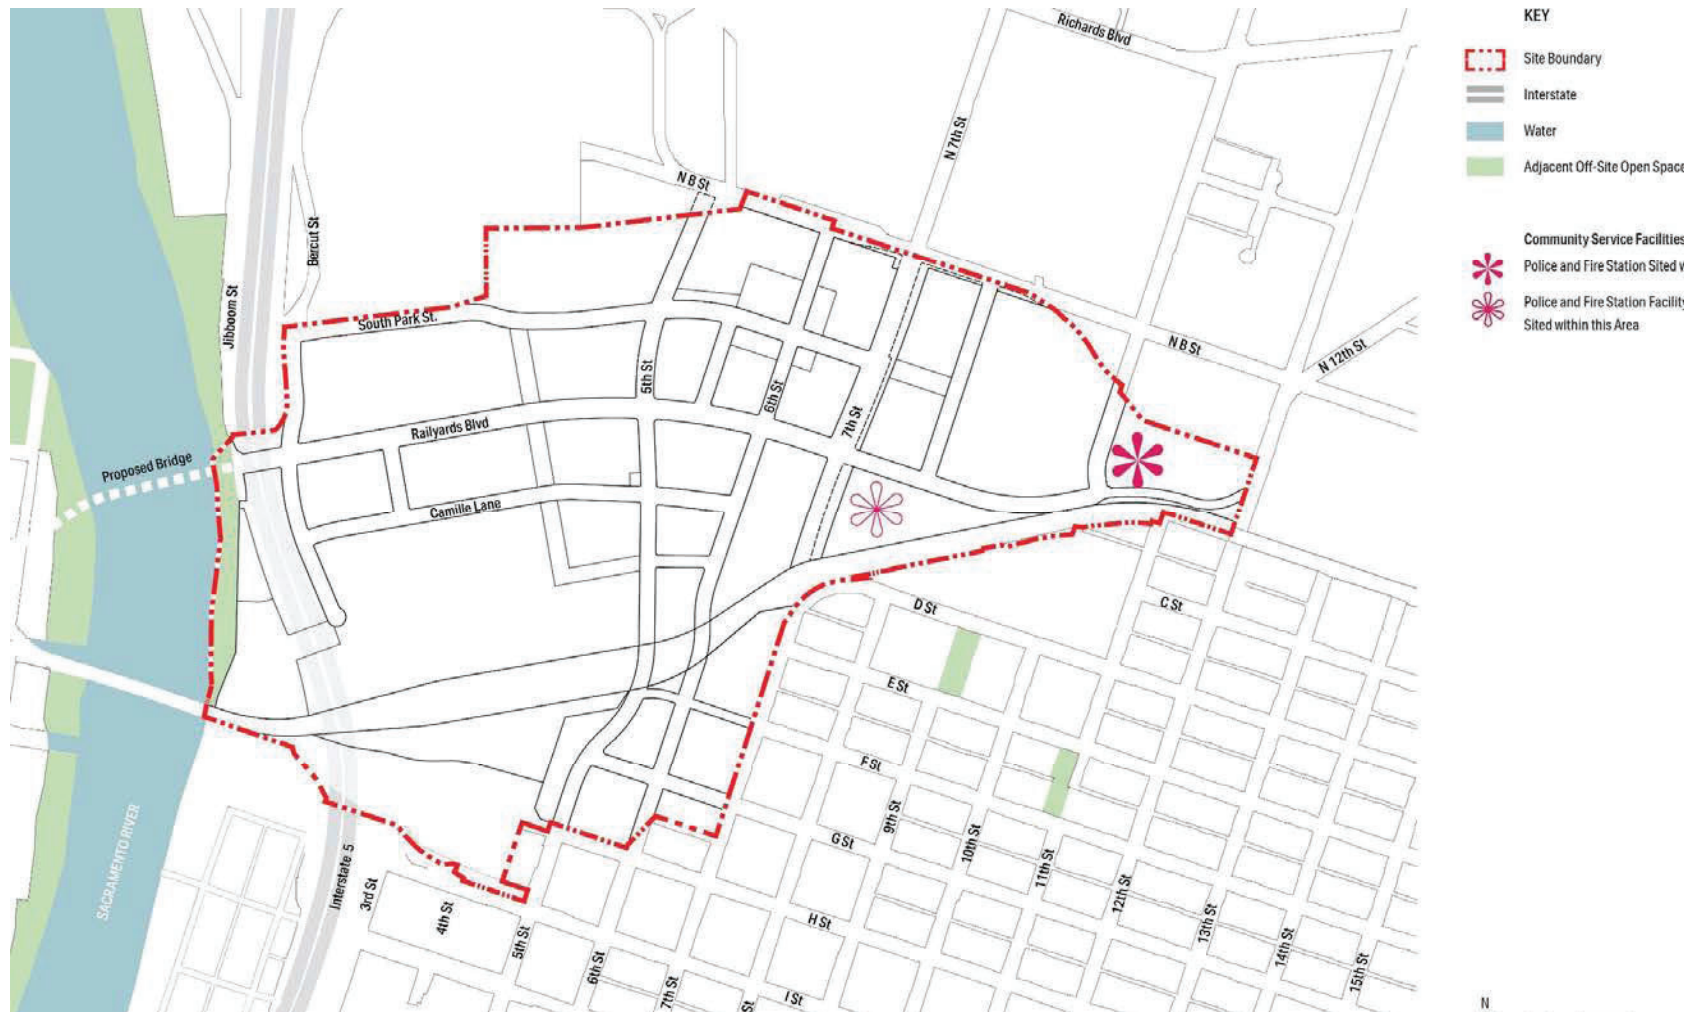 KEY
Site Boundary
Interstate
Water
Adjacent Off-Site Open Space
Community Service Facilities
Police and Fire Station Sited w
Police and Fire Station Facility
Sited within this Area
Richards Blvd
N 7th St
N B St
Bercut St
Jibboom St
South Park St.
N B St
N 12th St
5th St
6th St
7th St
Railyards Blvd
Proposed Bridge
Camille Lane
D St
C St
E St
F St
G St
9th St
10th St
11th St
12th St
13th St
14th St
15th St
SACRAMENTO RIVER
Interstate 5
3rd St
4th St
5th St
6th St
7th St
St
H St
I St
N